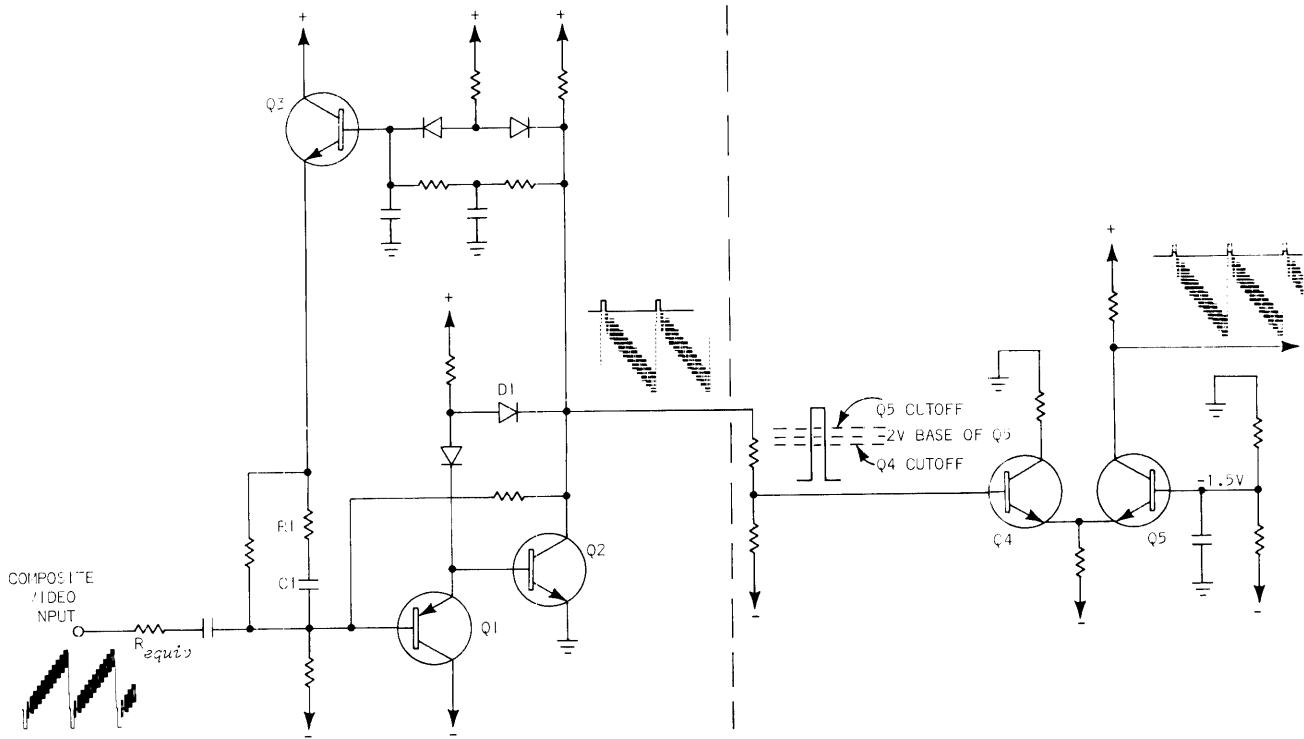 +
+
+
Q3
+
+
D1
Q5 CUTOFF
-2V BASE OF Q5
Q4 CUTOFF
-1.5V
R1
C1
Q2
Q4
Q5
COMPOSITE
VIDEO
INPUT
R equiv
Q1
-
-
-
-
-